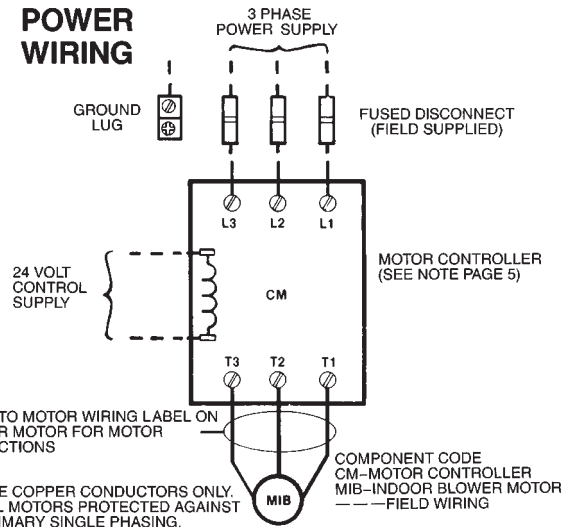 POWER
WIRING
3 PHASE
POWER SUPPLY
GROUND
LUG
FUSED DISCONNECT
(FIELD SUPPLIED)
L3 L2 L1
24 VOLT
CONTROL
SUPPLY
CM
MOTOR CONTROLLER
(SEE NOTE PAGE 5)
T3 T2 T1
TO MOTOR WIRING LABEL ON
R MOTOR FOR MOTOR
CTIONS
MIB
COMPONENT CODE
CM-MOTOR CONTROLLER
MIB-INDOOR BLOWER MOTOR
———FIELD WIRING
E COPPER CONDUCTORS ONLY.
L MOTORS PROTECTED AGAINST
IMARY SINGLE PHASING.